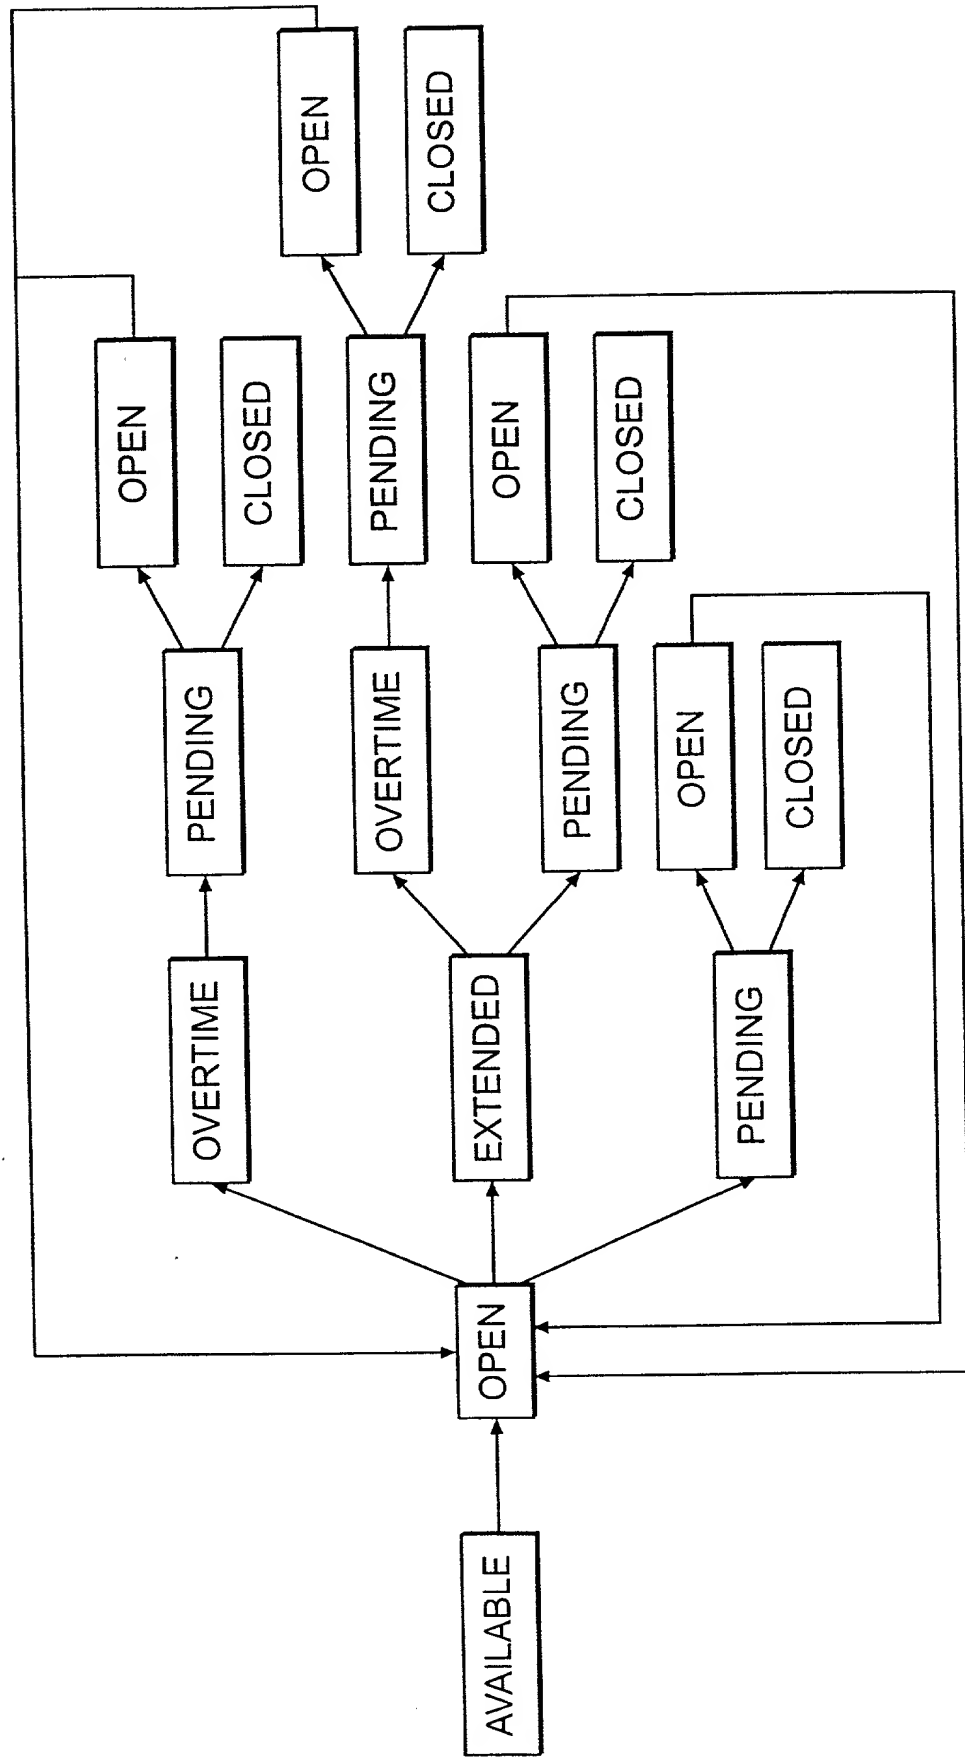 AVAILABLE
OPEN
OVERTIME
EXTENDED
PENDING
PENDING
OVERTIME
PENDING
OPEN
CLOSED
OPEN
CLOSED
PENDING
OPEN
CLOSED
OPEN
CLOSED